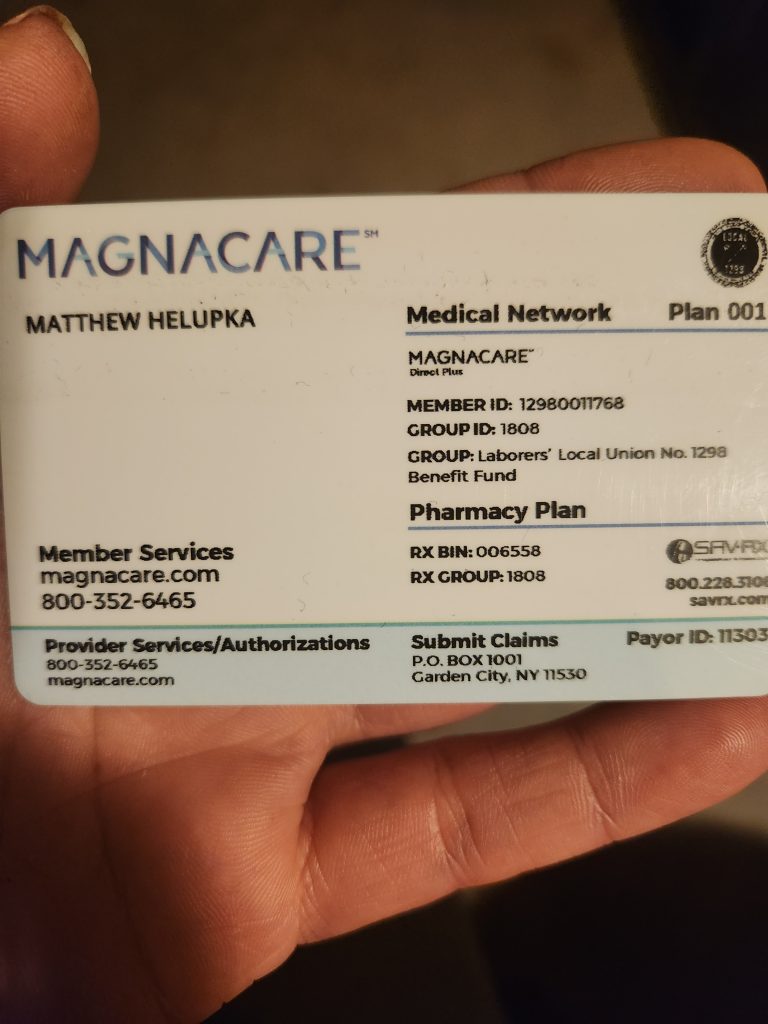 MAGNACARE℠
LOCAL
1298
MATTHEW HELUPKA
Medical Network Plan 001
MAGNACARE
Direct Plus
MEMBER ID: 12980011768
GROUP ID: 1808
GROUP: Laborers' Local Union No. 1298
Benefit Fund
Pharmacy Plan
Member Services
magnacare.com
800-352-6465
RX BIN: 006558
RX GROUP: 1808
SAV-RX
800.228.3108
savrx.com
Provider Services/Authorizations
800-352-6465
magnacare.com
Submit Claims
P.O. BOX 1001
Garden City, NY 11530
Payor ID: 11303